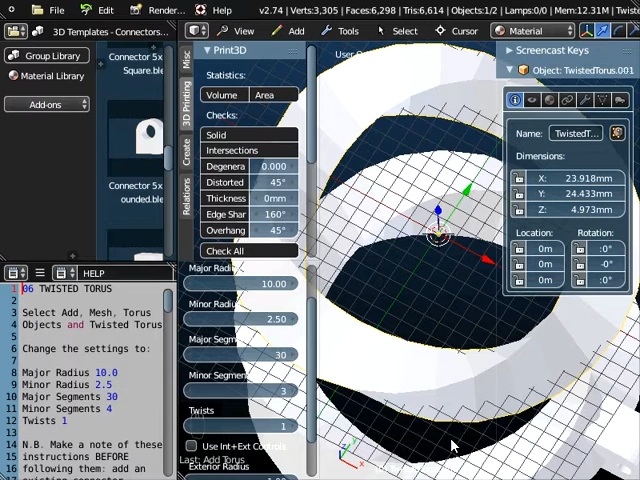 File
Edit
Render
Window
Help
v2.74 | Verts:3,305 | Faces:6,298 | Tris:6,614 | Objects:1/2 | Lamps:0/0 | Mem:12.31M | Twiste
3D Templates - Connectors...
View
Add
Tools
Select
Cursor
Material
Group Library
Material Library
Add-ons
Connector 5x
Square.ble
Connector 5x
ounded.blen
Misc
3D Printing
Create
Relations
Print3D
Statistics:
Volume
Area
Checks:
Solid
Intersections
Degenera
0.000
Distorted
45°
Thickness
0mm
Edge Shar
160°
Overhang
45°
Check All
Major Radiu
10.00
Minor Radiu
2.50
Major Segm
30
Minor Segmen
3
Twists
1
Use Int+Ext Controls
Last: Add Torus
Exterior Radius
User O
Screencast Keys
Object: TwistedTorus.001
Name:
TwistedT...
Dimensions:
X:
23.918mm
Y:
24.433mm
Z:
4.973mm
Location:
Rotation:
0m
:0°
0m
-0°
0m
:0°
HELP
1 06 TWISTED TORUS
2
3 Select Add, Mesh, Torus
4 Objects and Twisted Torus
5
6 Change the settings to:
7
8 Major Radius 10.0
9 Minor Radius 2.5
10 Major Segments 30
11 Minor Segments 4
12 Twists 1
13
14 N.B. Make a note of these
15 instructions BEFORE
16 following them: add an